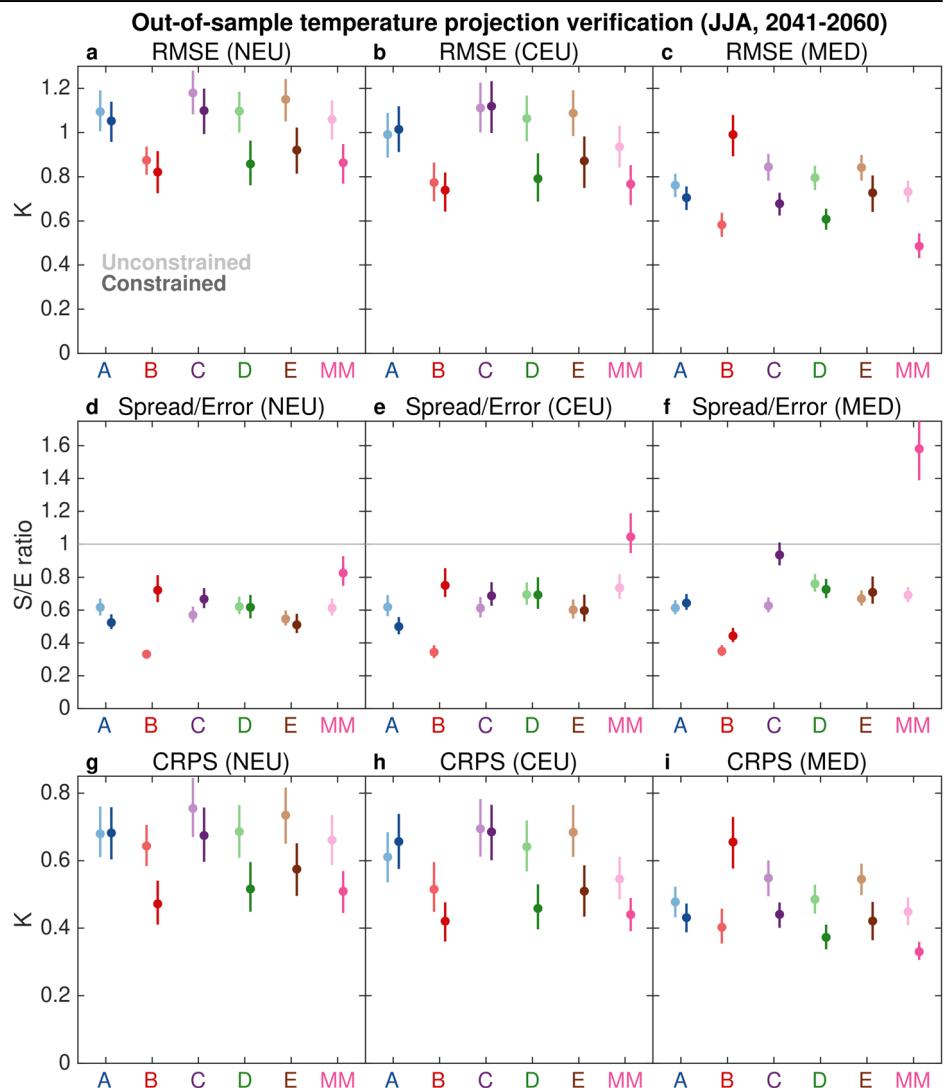 Out-of-sample temperature projection verification (JJA, 2041-2060)
a RMSE (NEU) b RMSE (CEU) c RMSE (MED)
1.2
1
0.8
K
0.6
0.4
0.2
0
Unconstrained
Constrained
A B C D E MM A B C D E MM A B C D E MM
d Spread/Error (NEU) e Spread/Error (CEU) f Spread/Error (MED)
1.6
1.4
1.2
1
S/E ratio
0.8
0.6
0.4
0.2
0
A B C D E MM A B C D E MM A B C D E MM
g CRPS (NEU) h CRPS (CEU) i CRPS (MED)
0.8
0.6
K
0.4
0.2
0
A B C D E MM A B C D E MM A B C D E MM